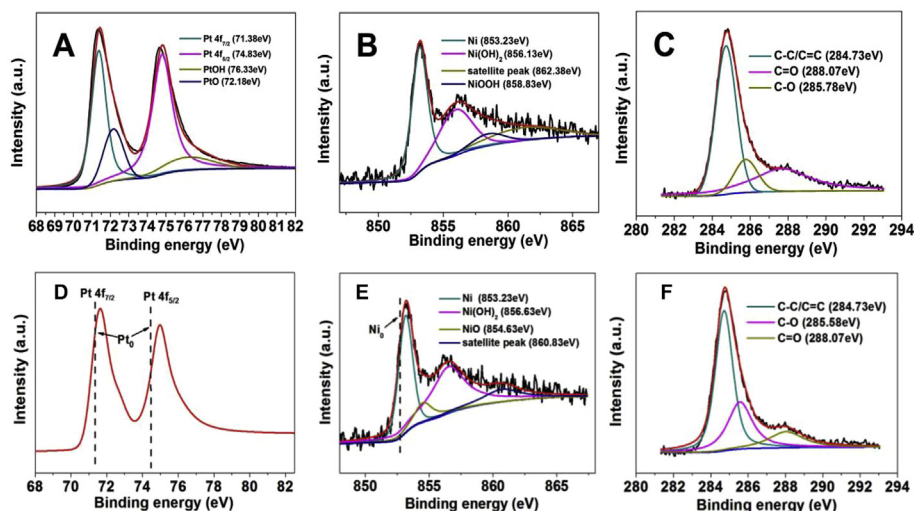 A
Pt 4f7/2 (71.38eV)
Pt 4f5/2 (74.83eV)
PtOH (76.33eV)
PtO (72.18eV)
Intensity (a.u.)
68 69 70 71 72 73 74 75 76 77 78 79 80 81 82
Binding energy (eV)
B
Ni (853.23eV)
Ni(OH)2 (856.13eV)
satellite peak (862.38eV)
NiOOH (858.83eV)
Intensity (a.u.)
850 855 860 865
Binding energy (eV)
C
C-C/C=C (284.73eV)
C=O (288.07eV)
C-O (285.78eV)
Intensity (a.u.)
280 282 284 286 288 290 292 294
Binding energy (eV)
D
Pt 4f7/2
Pt 4f5/2
Pt0
Intensity (a.u.)
68 70 72 74 76 78 80 82
Binding energy (eV)
E
Ni0
Ni (853.23eV)
Ni(OH)2 (856.63eV)
NiO (854.63eV)
satellite peak (860.83eV)
Intensity (a.u.)
850 855 860 865
Binding energy (eV)
F
C-C/C=C (284.73eV)
C-O (285.58eV)
C=O (288.07eV)
Intensity (a.u.)
280 282 284 286 288 290 292 294
Binding energy (eV)